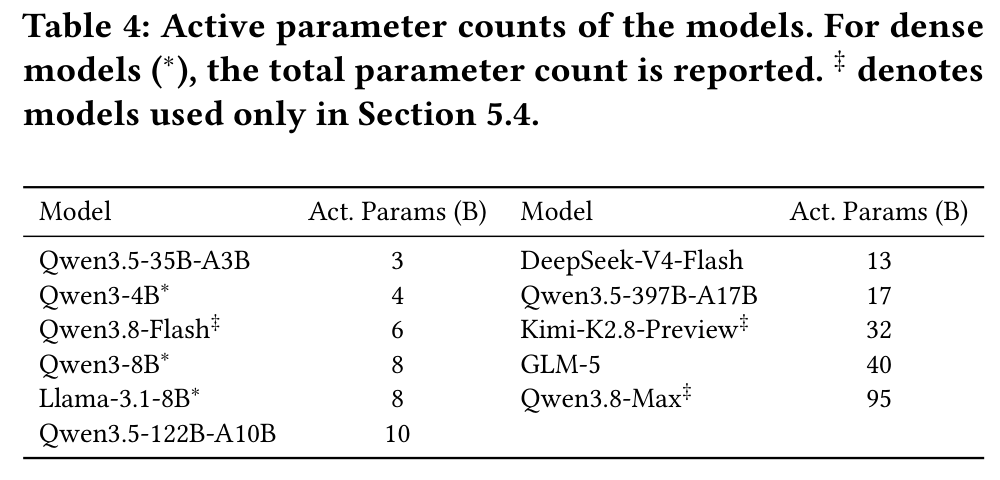 Table 4: Active parameter counts of the models. For dense
models (*), the total parameter count is reported. ‡ denotes
models used only in Section 5.4.
Model Act. Params (B) Model Act. Params (B)
Qwen3.5-35B-A3B 3 DeepSeek-V4-Flash 13
Qwen3-4B* 4 Qwen3.5-397B-A17B 17
Qwen3.8-Flash‡ 6 Kimi-K2.8-Preview‡ 32
Qwen3-8B* 8 GLM-5 40
Llama-3.1-8B* 8 Qwen3.8-Max‡ 95
Qwen3.5-122B-A10B 10